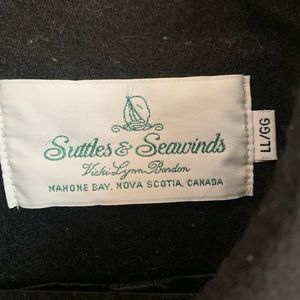 Suttles & Seawinds
Vicki Lynn Bardon
MAHONE BAY, NOVA SCOTIA, CANADA
LL/GG